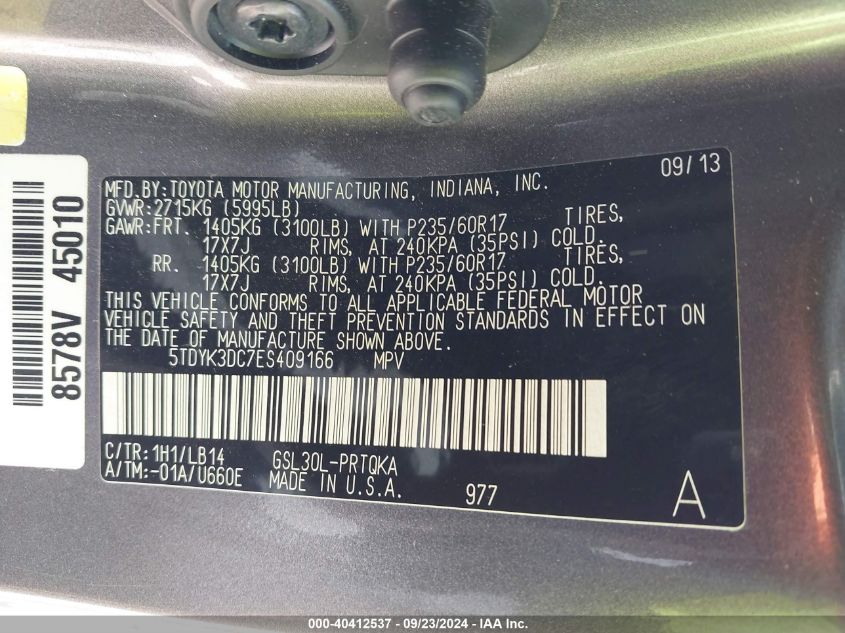 09/13
MFD.BY:TOYOTA MOTOR MANUFACTURING, INDIANA, INC.
GVWR:2715KG (5995LB)
GAWR:FRT. 1405KG (3100LB) WITH P235/60R17 TIRES,
17X7J RIMS, AT 240KPA (35PSI) COLD.
RR. 1405KG (3100LB) WITH P235/60R17 TIRES,
17X7J RIMS, AT 240KPA (35PSI) COLD.
THIS VEHICLE CONFORMS TO ALL APPLICABLE FEDERAL MOTOR
VEHICLE SAFETY AND THEFT PREVENTION STANDARDS IN EFFECT ON
THE DATE OF MANUFACTURE SHOWN ABOVE.
5TDYK3DC7ES409166 MPV
C/TR:1H1/LB14 GSL30L-PRTQKA
A/TM:-01A/U660E MADE IN U.S.A. 977 A
8578V 45010
000-40412537 - 09/23/2024 - IAA Inc.